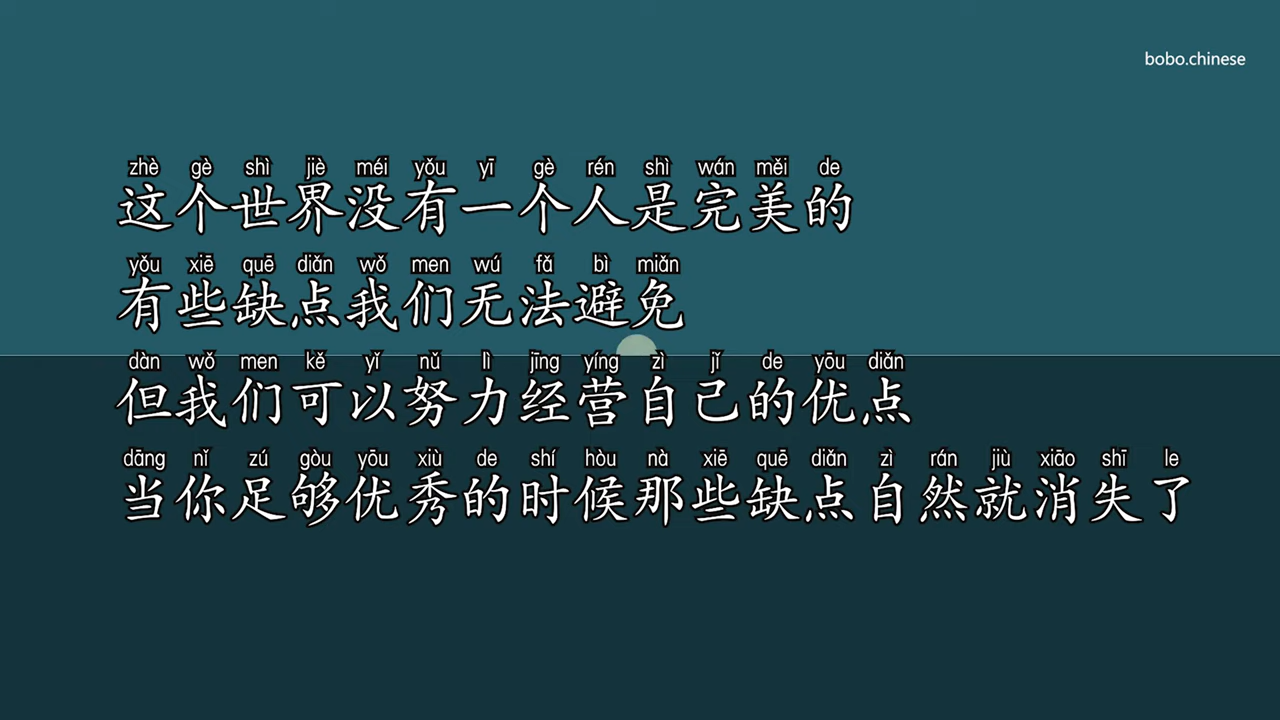 bobo.chinese
zhè gè shì jiè méi yǒu yī gè rén shì wán měi de
这个世界没有一个人是完美的
yǒu xiē quē diǎn wǒ men wú fǎ bì miǎn
有些缺点我们无法避免
dàn wǒ men kě yǐ nǔ lì jīng yíng zì jǐ de yōu diǎn
但我们可以努力经营自己的优点
dāng nǐ zú gòu yōu xiù de shí hòu nà xiē quē diǎn zì rán jiù xiāo shī le
当你足够优秀的时候那些缺点自然就消失了